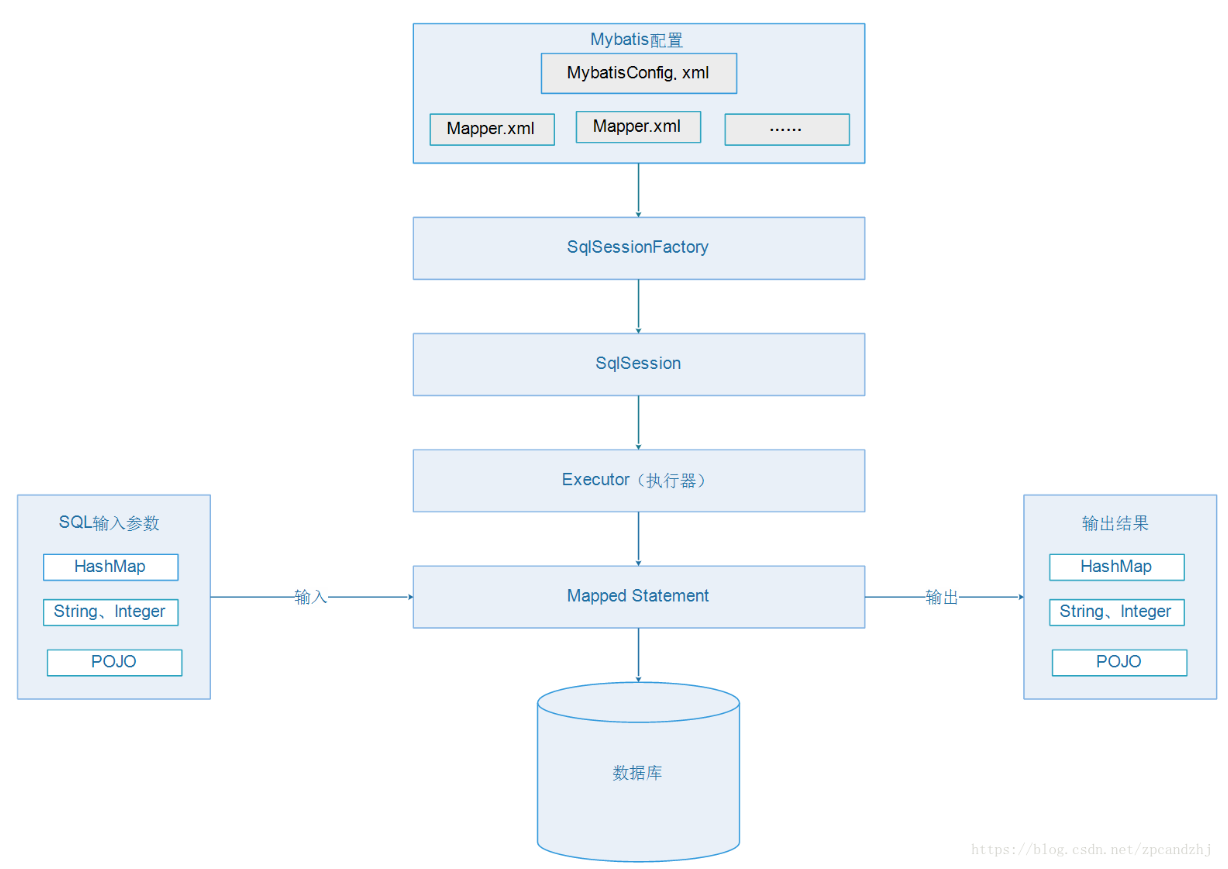 Mybatis配置
MybatisConfig. xml
Mapper.xml
Mapper.xml
……
SqlSessionFactory
SqlSession
Executor（执行器）
SQL输入参数
HashMap
String、Integer
POJO
输入
Mapped Statement
输出
输出结果
HashMap
String、Integer
POJO
数据库
https://blog.csdn.net/zpcandzhj